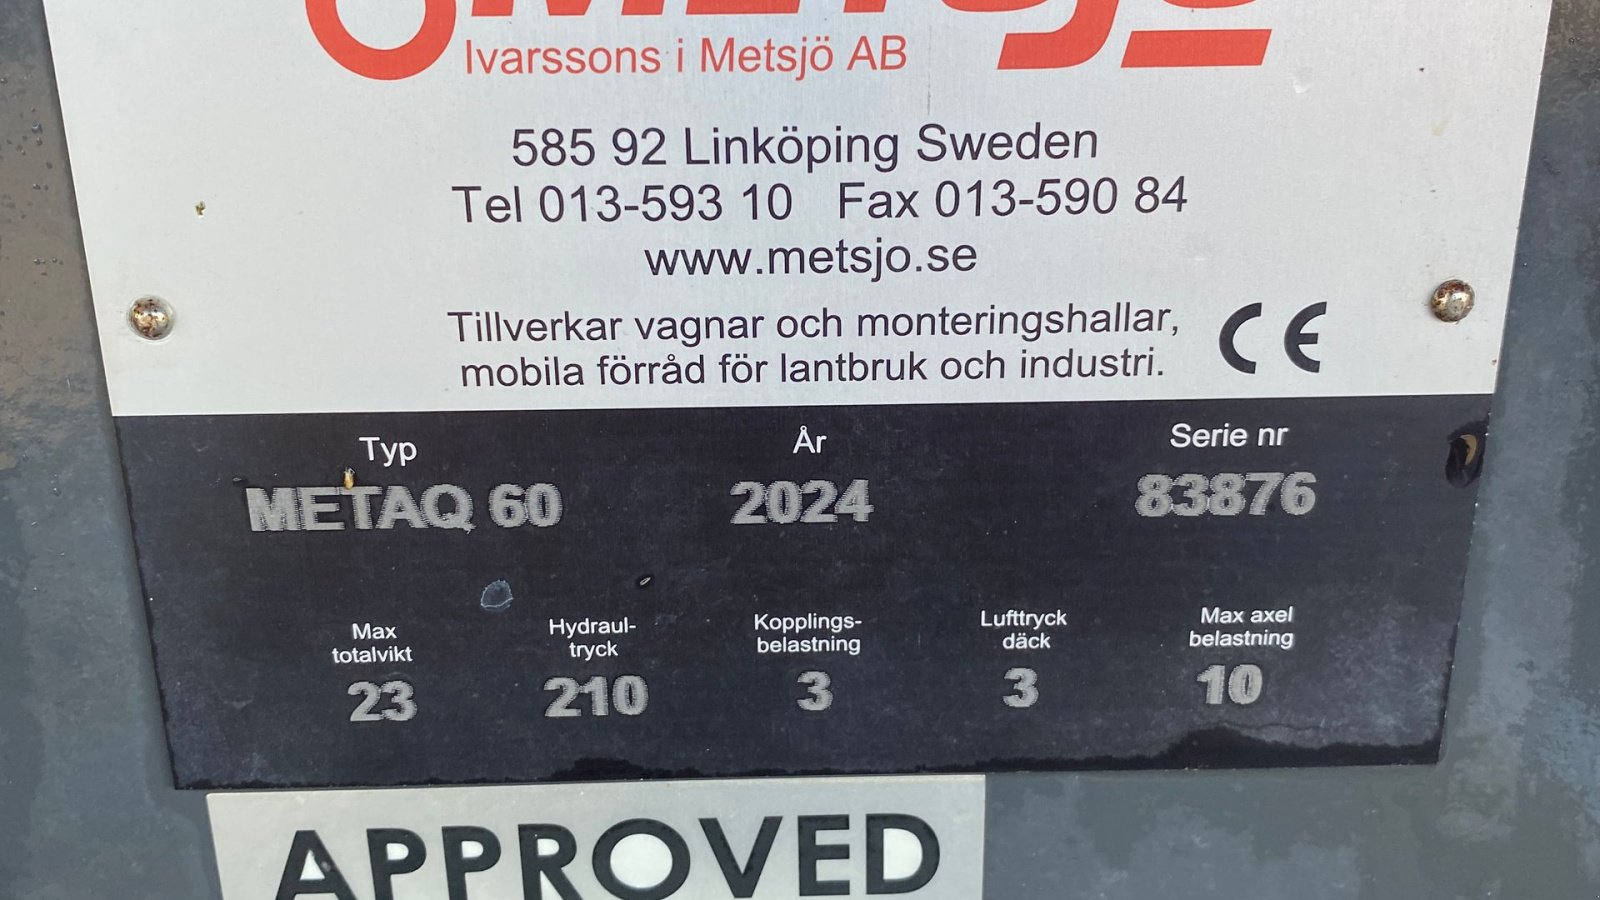 METSJÖ
Ivarssons i Metsjö AB
585 92 Linköping Sweden
Tel 013-593 10 Fax 013-590 84
www.metsjo.se
Tillverkar vagnar och monteringshallar,
mobila förråd för lantbruk och industri.
CE
Typ År Serie nr
METAQ 60 2024 83876
Max totalvikt
23
Hydraul-
tryck
210
Kopplings-
belastning
3
Lufttryck
däck
3
Max axel
belastning
10
APPROVED